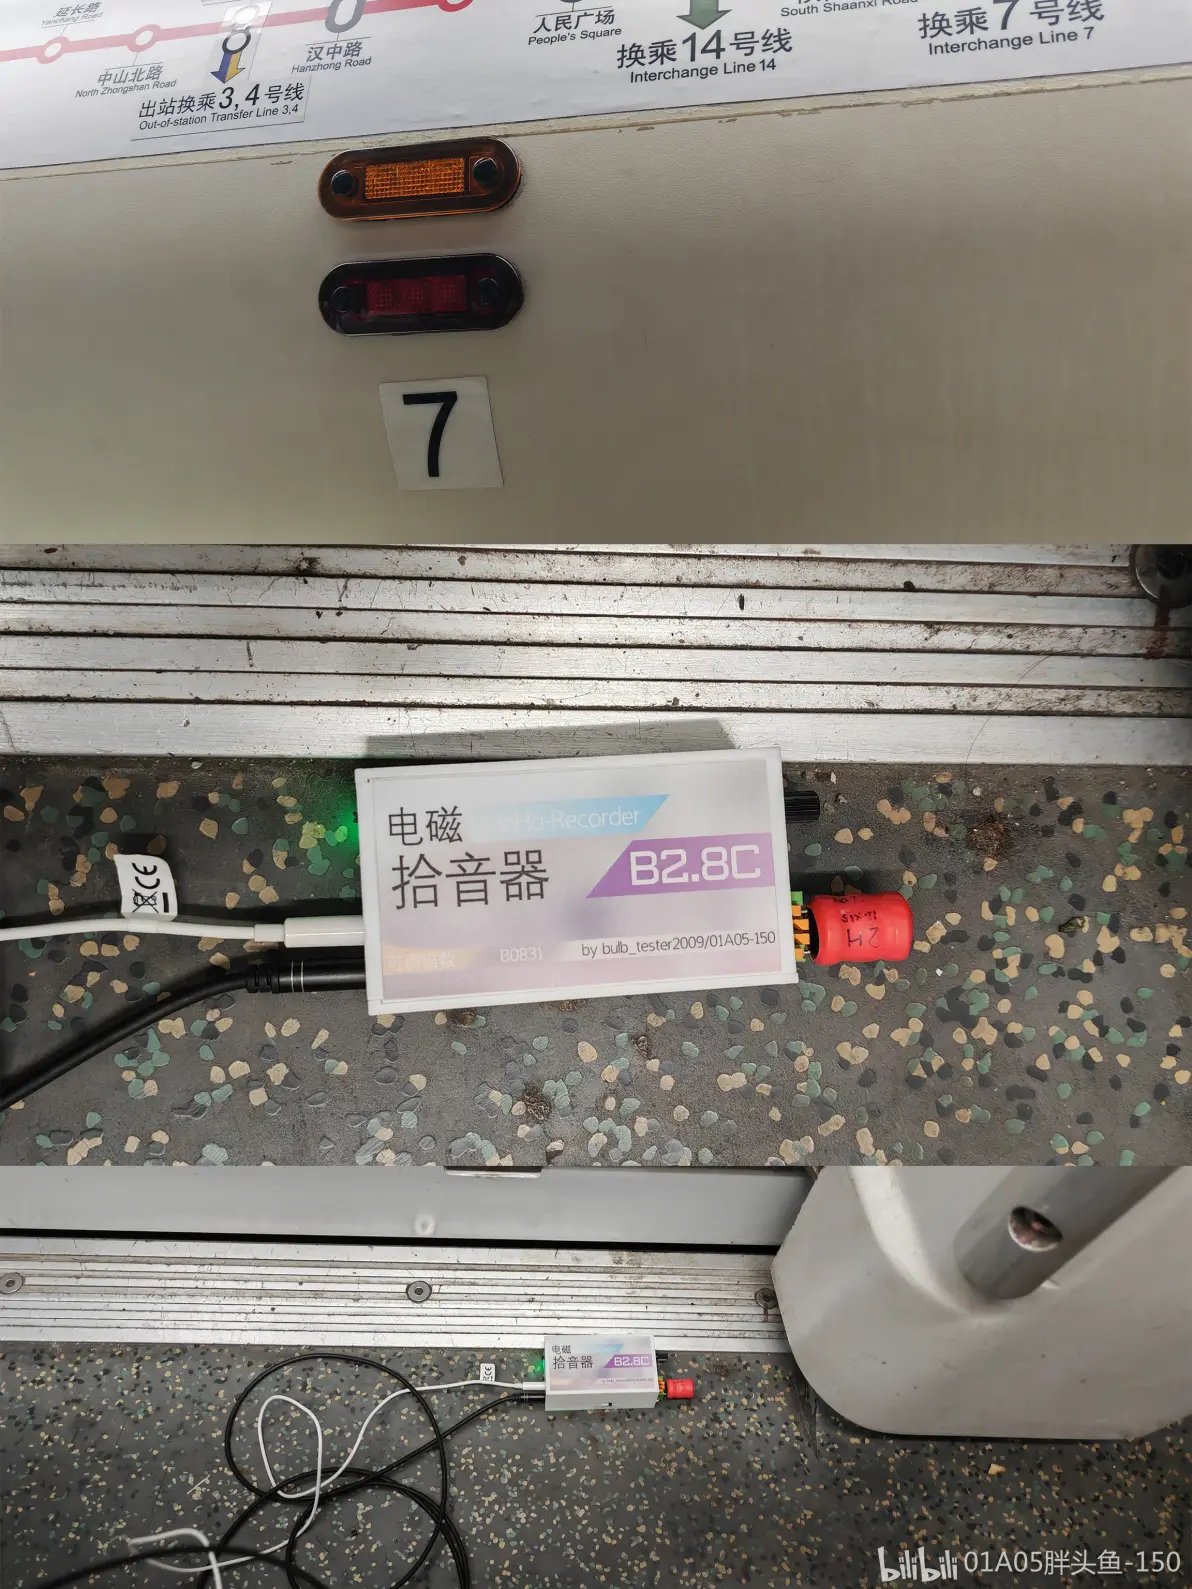 延长路
Yanchang Road
中山北路
North Zhongshan Road
出站换乘3,4号线
Out-of-station Transfer Line 3,4
汉中路
Hanzhong Road
人民广场
People's Square
换乘14号线
Interchange Line 14
South Shaanxi Road
换乘7号线
Interchange Line 7
7
电磁
-Recorder
拾音器
B2.8C
B0831
by bulb_tester2009/01A05-150
CE
2H
电磁
拾音器
B2.8C
bilibili 01A05胖头鱼-150